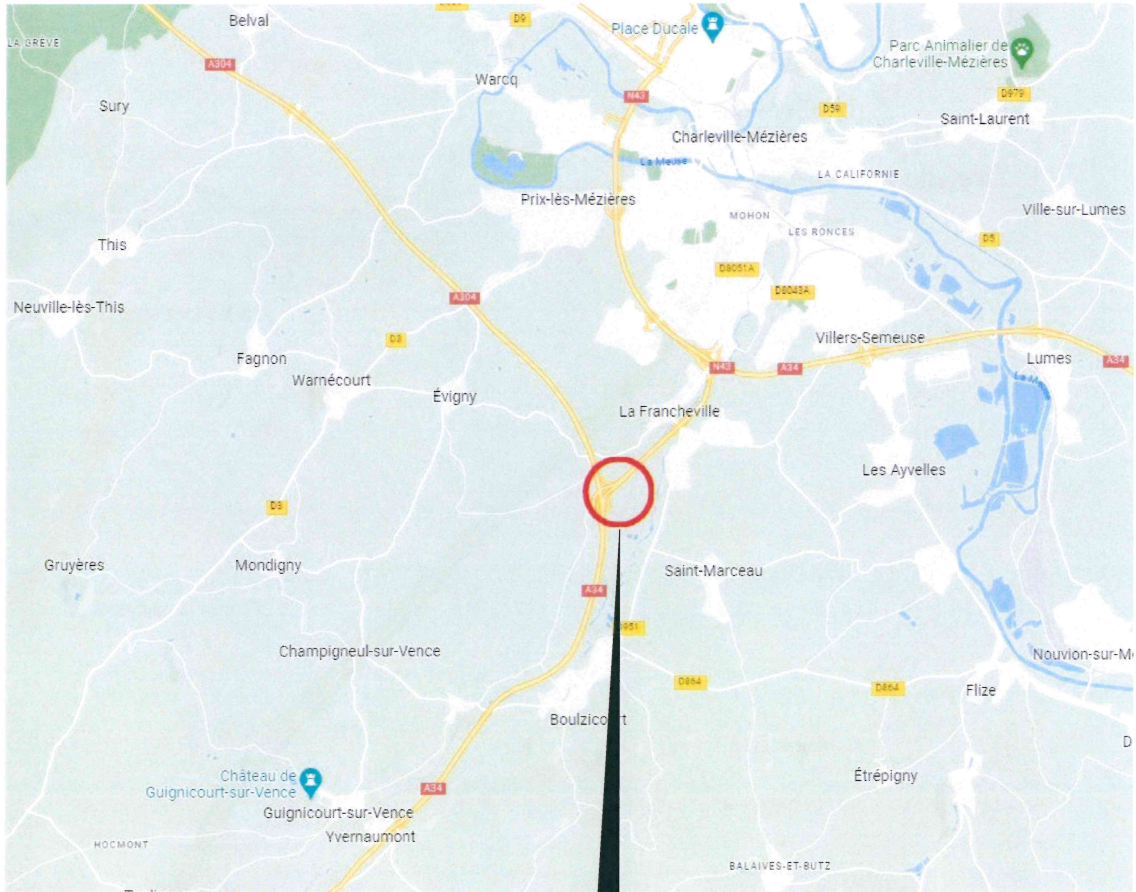 Belval
D9
Place Ducale
LA GREVE
Parc Animalier de
Charleville-Mézières
A304
Warcq
D979
Sury
N43
D59
Saint-Laurent
Charleville-Mézières
La Meuse
LA CALIFORNIE
Prix-lès-Mézières
MOHON
Ville-sur-Lumes
LES RONCES
This
D5
D8051A
D8043A
A304
Neuville-lès-This
D3
Villers-Semeuse
Fagnon
Lumes
N43
A34
A34
Warnécourt
La Meuse
Évigny
La Francheville
Les Ayvelles
D3
Gruyères
Mondigny
Saint-Marceau
A34
D951
Champigneul-sur-Vence
Nouvion-sur-M
D864
D864
Flize
Boulzicourt
D
Château de
Guignicourt-sur-Vence
Étrépigny
A34
Guignicourt-sur-Vence
Yvernaumont
HOCMONT
BALAIVES-ET-BUTZ